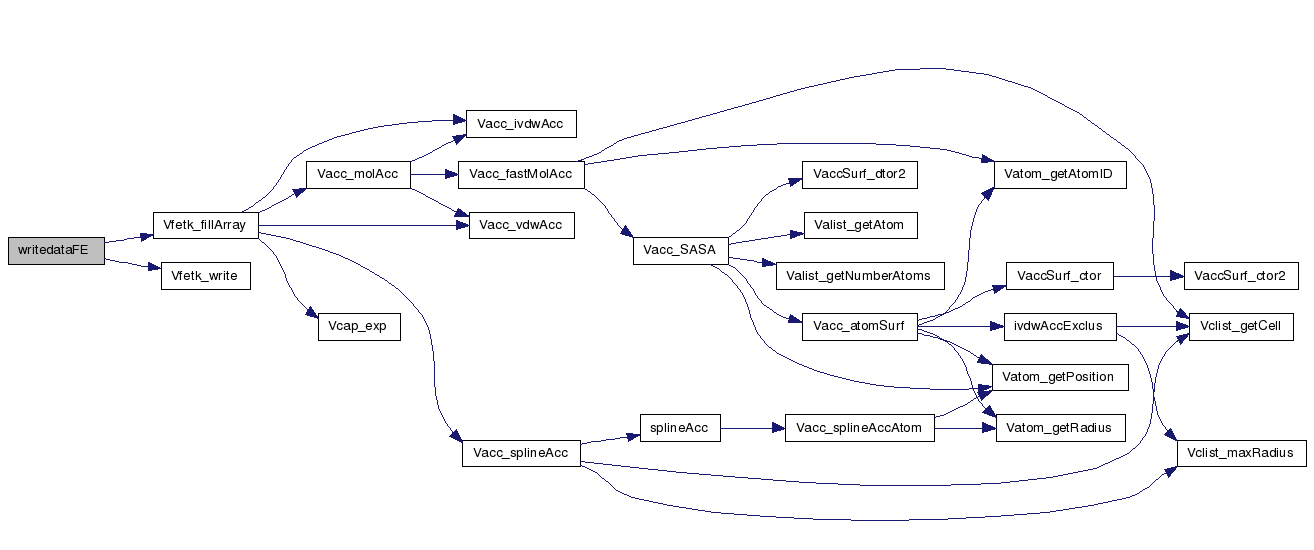 writedataFE
Vfetk_fillArray
Vfetk_write
Vacc_molAcc
Vcap_exp
Vacc_ivdwAcc
Vacc_fastMolAcc
Vacc_vdwAcc
Vacc_splineAcc
Vacc_SASA
splineAcc
VaccSurf_dtor2
Valist_getAtom
Valist_getNumberAtoms
Vacc_atomSurf
Vacc_splineAccAtom
Vatom_getAtomID
VaccSurf_ctor
ivdwAccExclus
Vatom_getPosition
Vatom_getRadius
VaccSurf_ctor2
Vclist_getCell
Vclist_maxRadius